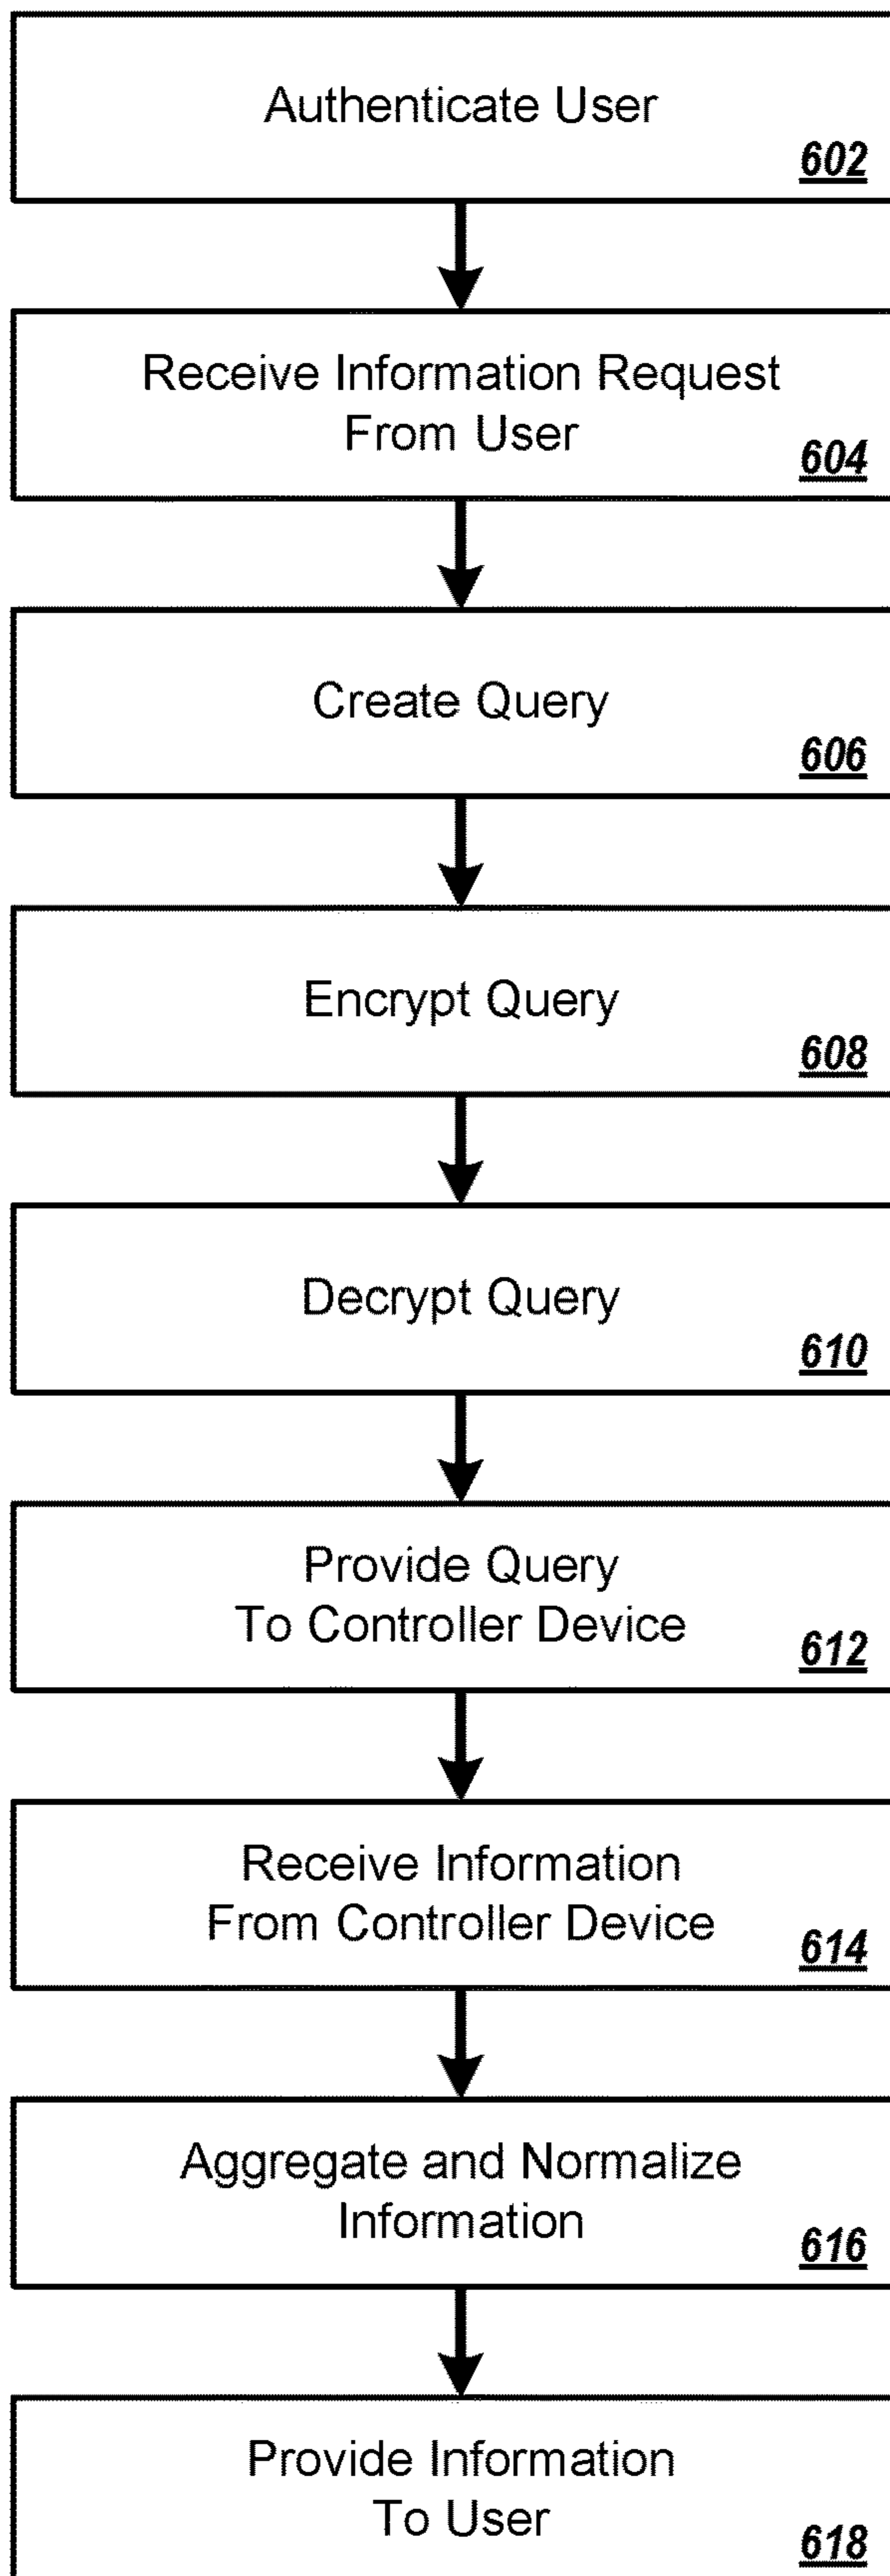 Authenticate User
602
Receive Information Request
From User
604
Create Query
606
Encrypt Query
608
Decrypt Query
610
Provide Query
To Controller Device
612
Receive Information
From Controller Device
614
Aggregate and Normalize
Information
616
Provide Information
To User
618